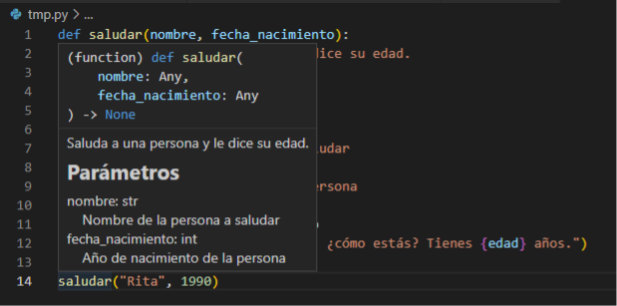 tmp.py > ...
1 def saludar(nombre, fecha_nacimiento):
2 dice su edad.
3
4
5
6
7 udar
8
9 ersona
10
11
12 ¿cómo estás? Tienes {edad} años.")
13
14 saludar("Rita", 1990)
(function) def saludar(
nombre: Any,
fecha_nacimiento: Any
) -> None
Saluda a una persona y le dice su edad.
Parámetros
nombre: str
Nombre de la persona a saludar
fecha_nacimiento: int
Año de nacimiento de la persona